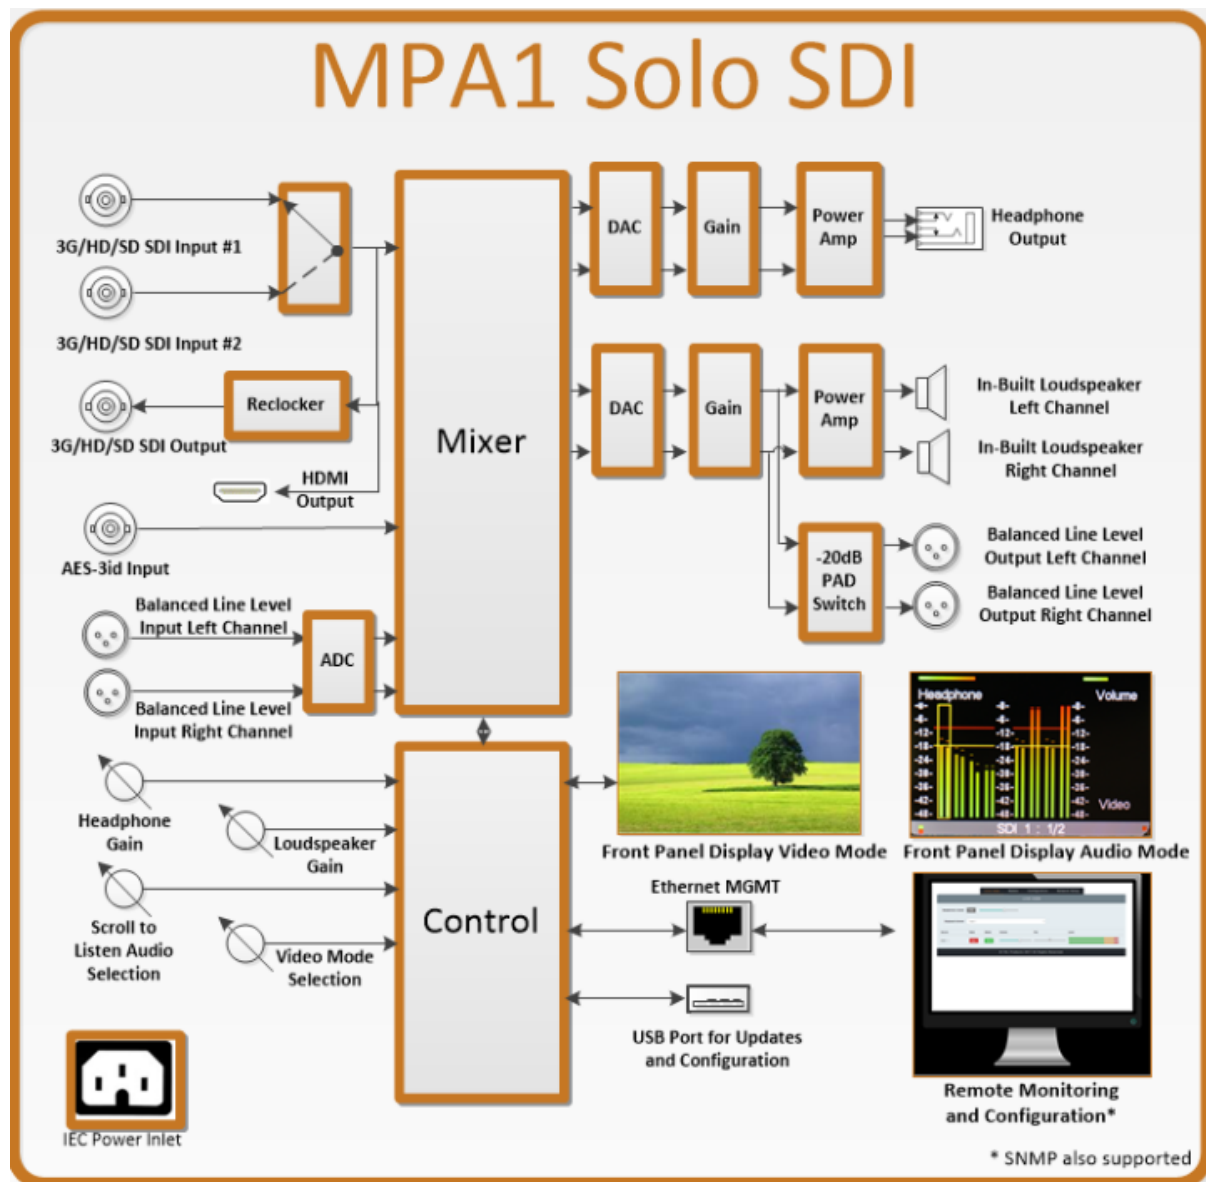 MPA1 Solo SDI
3G/HD/SD SDI Input #1
3G/HD/SD SDI Input #2
Reclocker
3G/HD/SD SDI Output
HDMI
Output
AES-3id Input
Balanced Line Level
Input Left Channel
ADC
Balanced Line Level
Input Right Channel
Mixer
DAC
Gain
Power
Amp
Headphone
Output
DAC
Gain
Power
Amp
In-Built Loudspeaker
Left Channel
In-Built Loudspeaker
Right Channel
-20dB
PAD
Switch
Balanced Line Level
Output Left Channel
Balanced Line Level
Output Right Channel
Headphone
Gain
Loudspeaker
Gain
Scroll to
Listen Audio
Selection
Video Mode
Selection
Control
Front Panel Display Video Mode
Headphone
Volume
Video
SDI 1 : 1/2
Front Panel Display Audio Mode
Ethernet MGMT
USB Port for Updates
and Configuration
Remote Monitoring
and Configuration*
IEC Power Inlet
* SNMP also supported